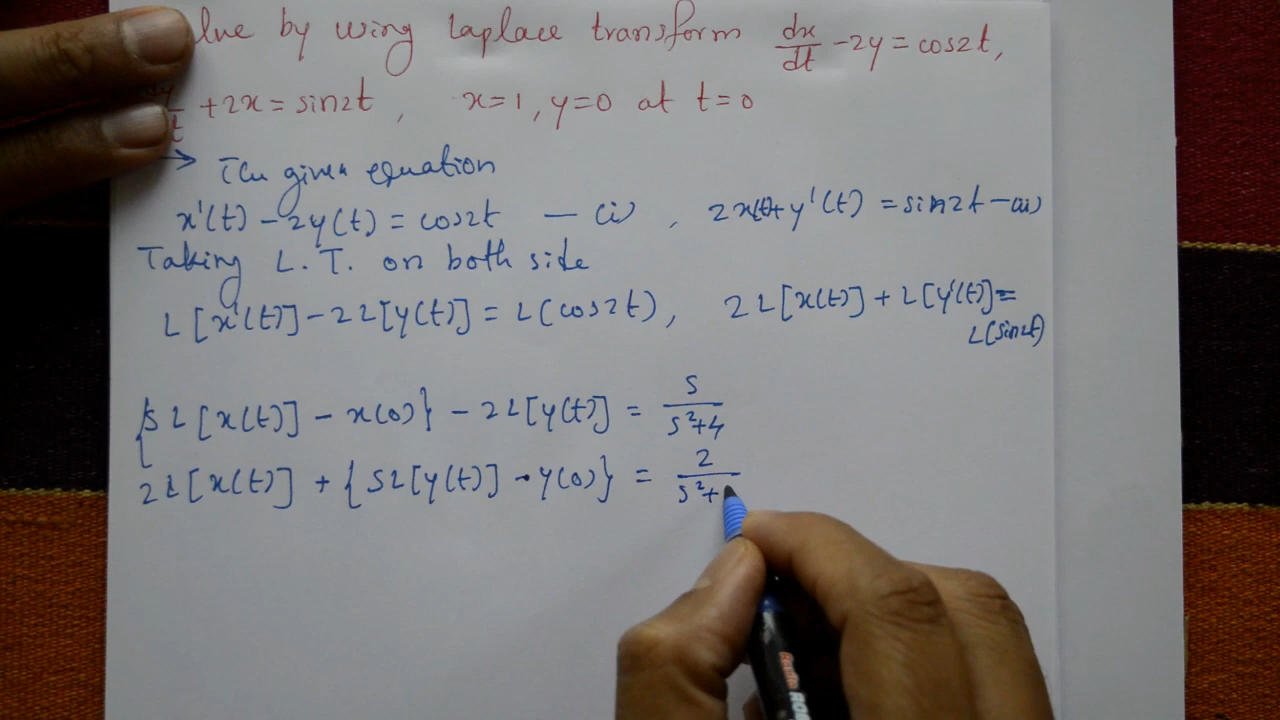 by using Laplace transform dx/dt - 2y = cos2t,
+ 2x = sin2t, x=1, y=0 at t=0
→ given equation
x'(t) - 2y(t) = cos2t — (i), 2x(t)+y'(t) = sin2t - (ii)
Taking L.T. on both side
L[x'(t)] - 2L[y(t)] = L(cos2t), 2L[x(t)] + L[y'(t)] =
L(sin2t)
{sL[x(t)] - x(0)} - 2L[y(t)] = s/(s²+4)
2L[x(t)] + {sL[y(t)] - y(0)} = 2/(s²+